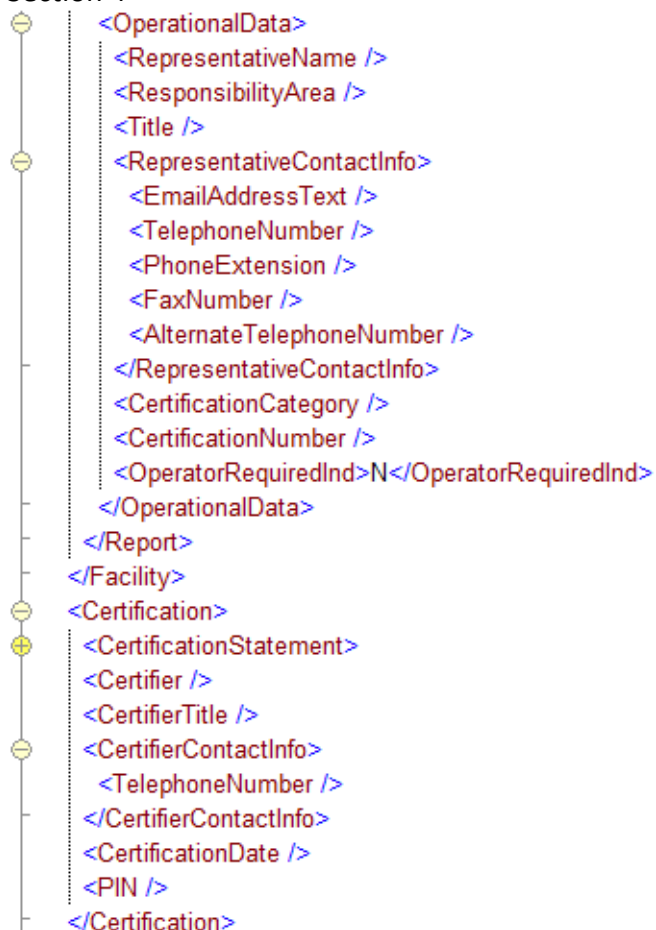 <OperationalData>
<RepresentativeName />
<ResponsibilityArea />
<Title />
<RepresentativeContactInfo>
<EmailAddressText />
<TelephoneNumber />
<PhoneExtension />
<FaxNumber />
<AlternateTelephoneNumber />
</RepresentativeContactInfo>
<CertificationCategory />
<CertificationNumber />
<OperatorRequiredInd>N</OperatorRequiredInd>
</OperationalData>
</Report>
</Facility>
<Certification>
<CertificationStatement>
<Certifier />
<CertifierTitle />
<CertifierContactInfo>
<TelephoneNumber />
</CertifierContactInfo>
<CertificationDate />
<PIN />
</Certification>